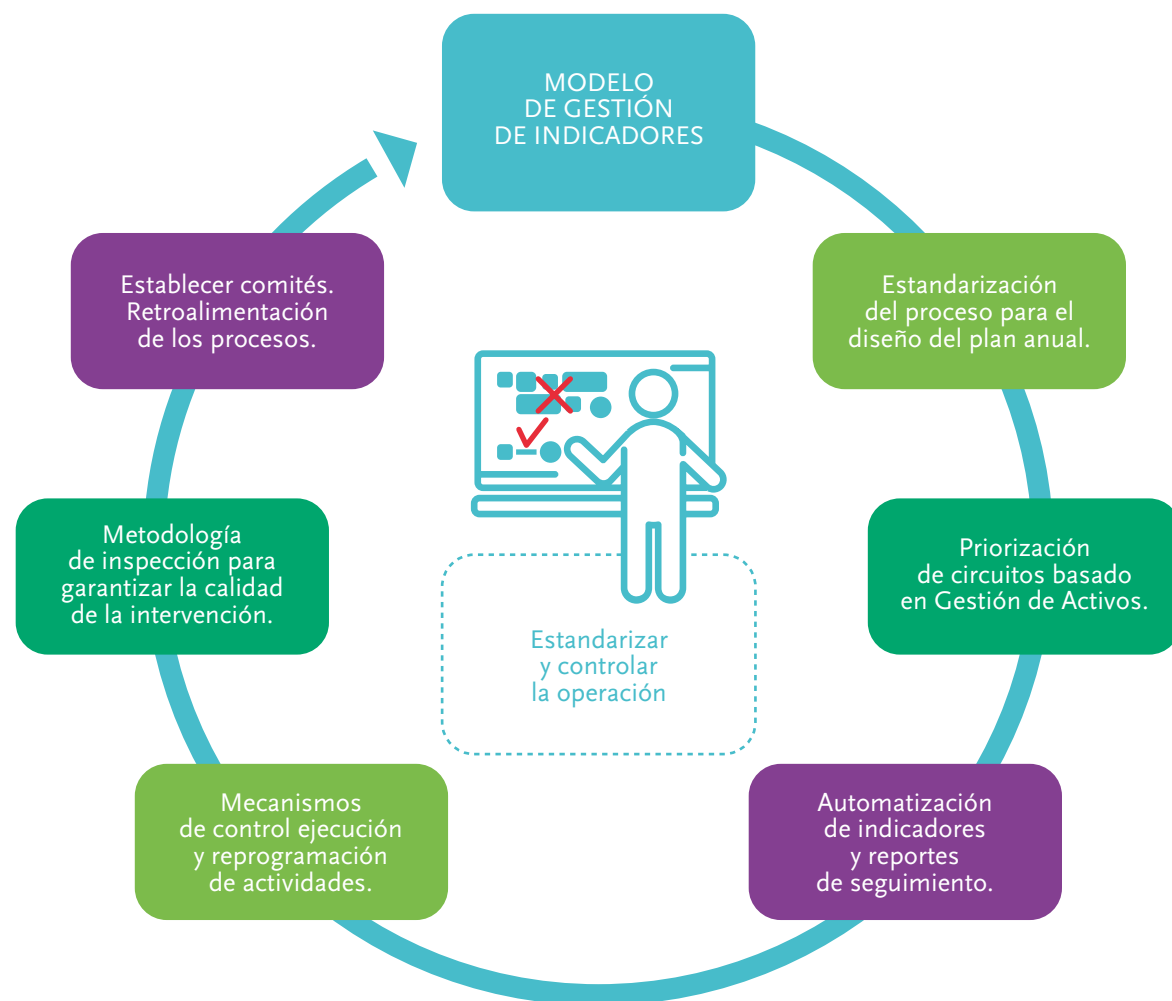 MODELO
DE GESTIÓN
DE INDICADORES
Estandarización
del proceso para el
diseño del plan anual.
Priorización
de circuitos basado
en Gestión de Activos.
Automatización
de indicadores
y reportes
de seguimiento.
Mecanismos
de control ejecución
y reprogramación
de actividades.
Metodología
de inspección para
garantizar la calidad
de la intervención.
Establecer comités.
Retroalimentación
de los procesos.
Estandarizar
y controlar
la operación